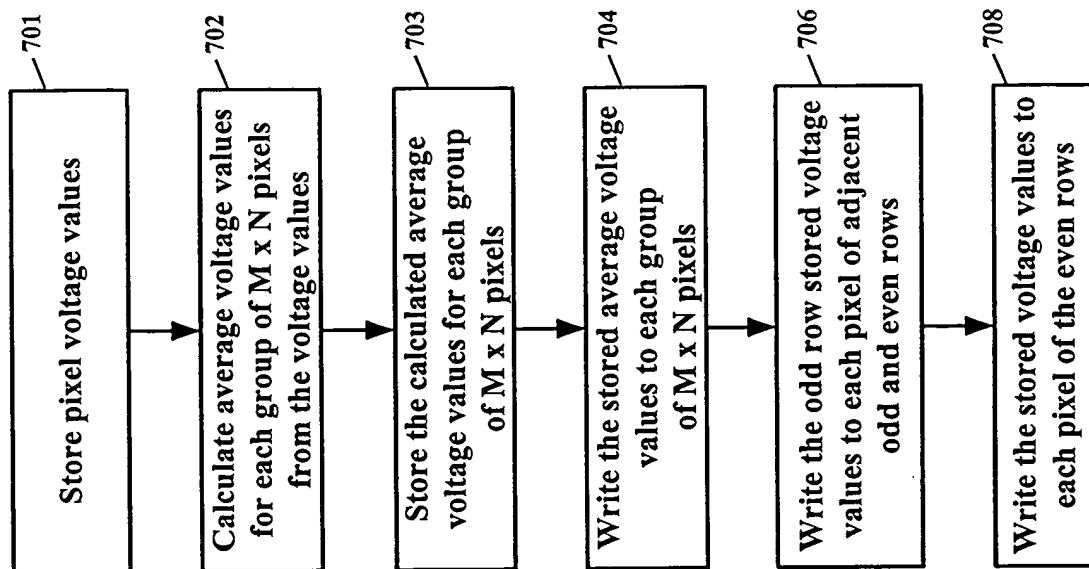 701
Store pixel voltage values
702
Calculate average voltage values
for each group of M x N pixels
from the voltage values
703
Store the calculated average
voltage values for each group
of M x N pixels
704
Write the stored average voltage
values to each group
of M x N pixels
706
Write the odd row stored voltage
values to each pixel of adjacent
odd and even rows
708
Write the stored voltage values to
each pixel of the even rows